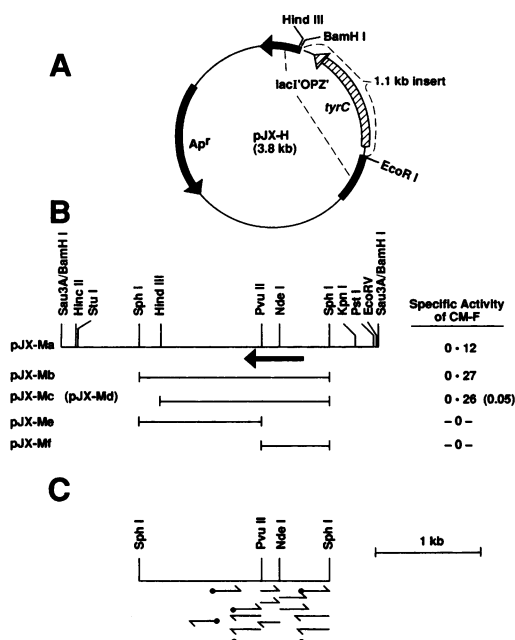 A
Hind III
BamH I
lacI'OPZ'
1.1 kb insert
tyrC
Apr
pJX-H
(3.8 kb)
EcoR I
B
Sau3A/BamH I
Hinc II
Stu I
Sph I
Hind III
Pvu II
Nde I
Sph I
Kpn I
Pst I
EcoRV
Sau3A/BamH I
Specific Activity
of CM-F
pJX-Ma
0·12
pJX-Mb
0·27
pJX-Mc (pJX-Md)
0·26 (0.05)
pJX-Me
-0-
pJX-Mf
-0-
C
Sph I
Pvu II
Nde I
Sph I
1 kb